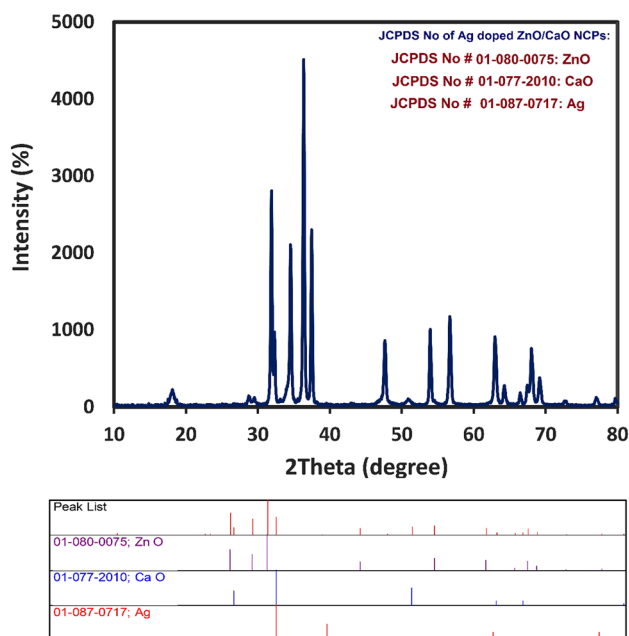 JCPDS No of Ag doped ZnO/CaO NCPs:
JCPDS No # 01-080-0075: ZnO
JCPDS No # 01-077-2010: CaO
JCPDS No # 01-087-0717: Ag
Intensity (%)
5000
4000
3000
2000
1000
0
10 20 30 40 50 60 70 80
2Theta (degree)
Peak List
01-080-0075; Zn O
01-077-2010; Ca O
01-087-0717; Ag